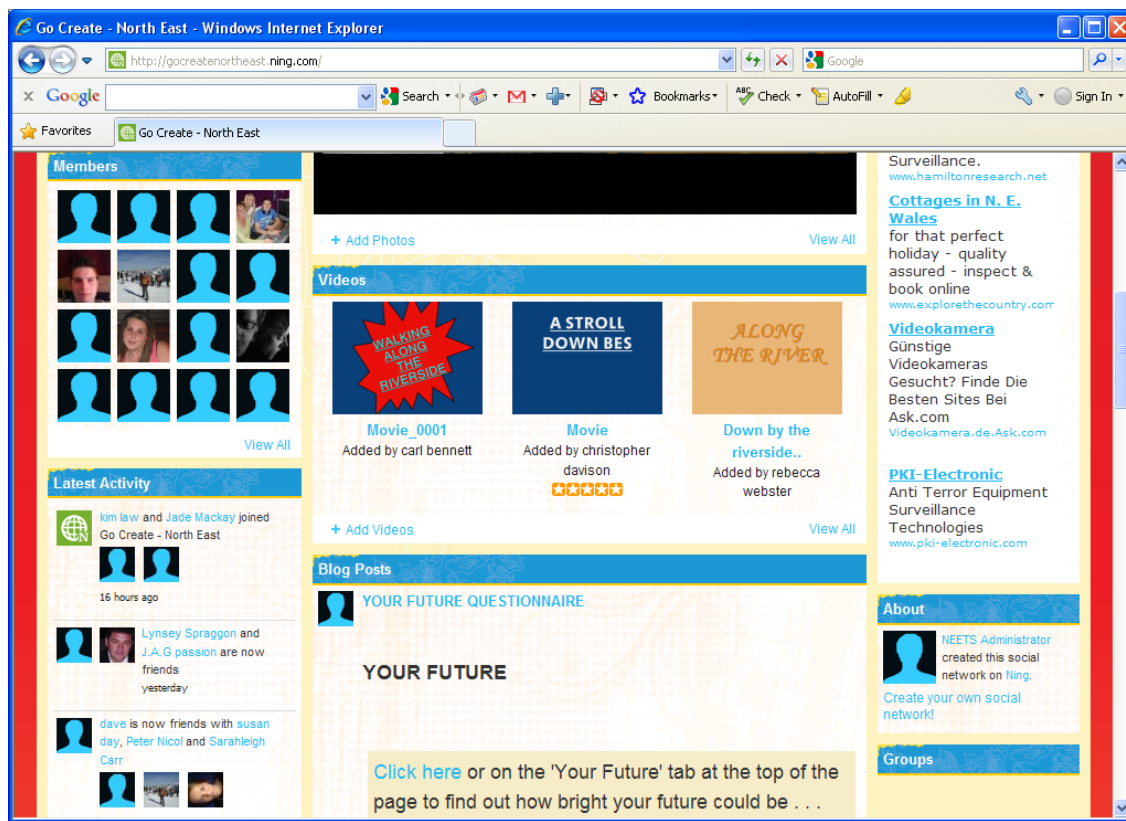 Go Create - North East - Windows Internet Explorer
http://gocreatenortheast.ning.com/
Google
x Google
Search
Bookmarks
ABC
Check
AutoFill
Sign In
Favorites
Go Create - North East
Members
View All
Latest Activity
kim law and Jade Mackay joined
Go Create - North East
16 hours ago
Lynsey Spraggon and
J.A.G passion are now
friends
yesterday
dave is now friends with susan
day, Peter Nicol and Sarahleigh
Carr
+ Add Photos
View All
Videos
WALKING
ALONG
THE
RIVERSIDE
A STROLL
DOWN BES
ALONG
THE RIVER.
Movie_0001
Added by carl bennett
Movie
Added by christopher
davison
Down by the
riverside..
Added by rebecca
webster
+ Add Videos
View All
Blog Posts
YOUR FUTURE QUESTIONNAIRE
YOUR FUTURE
Click here or on the 'Your Future' tab at the top of the
page to find out how bright your future could be . . .
Surveillance.
www.hamiltonresearch.net
Cottages in N. E.
Wales
for that perfect
holiday - quality
assured - inspect &
book online
www.explorethecountry.com
Videokamera
Günstige
Videokameras
Gesucht? Finde Die
Besten Sites Bei
Ask.com
Videokamera.de.Ask.com
PKI-Electronic
Anti Terror Equipment
Surveillance
Technologies
www.pki-electronic.com
About
NEETS Administrator
created this social
network on Ning.
Create your own social
network!
Groups